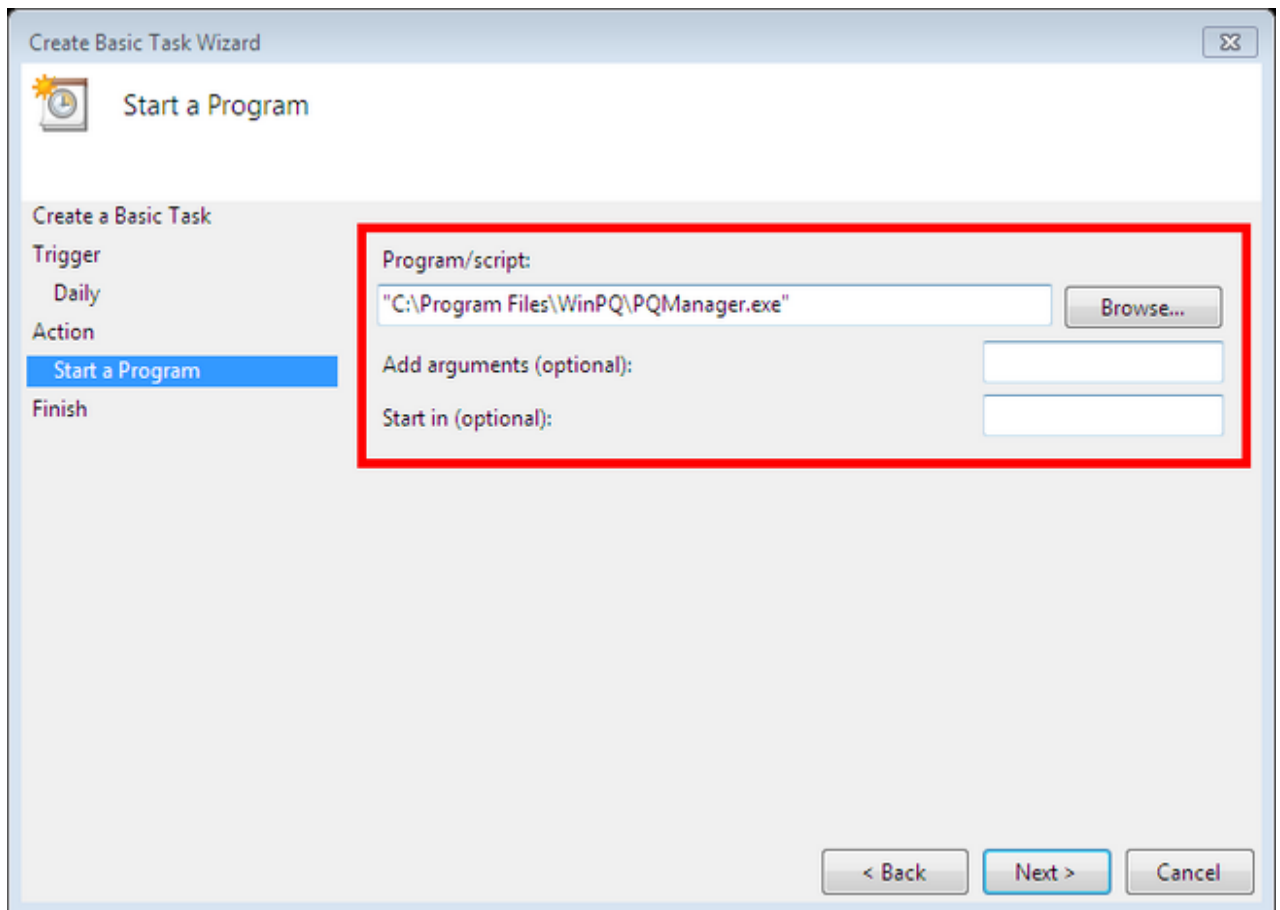 Create Basic Task Wizard
Start a Program
Create a Basic Task
Trigger
Daily
Action
Start a Program
Finish
Program/script:
"C:\Program Files\WinPQ\PQManager.exe"
Browse...
Add arguments (optional):
Start in (optional):
< Back
Next >
Cancel